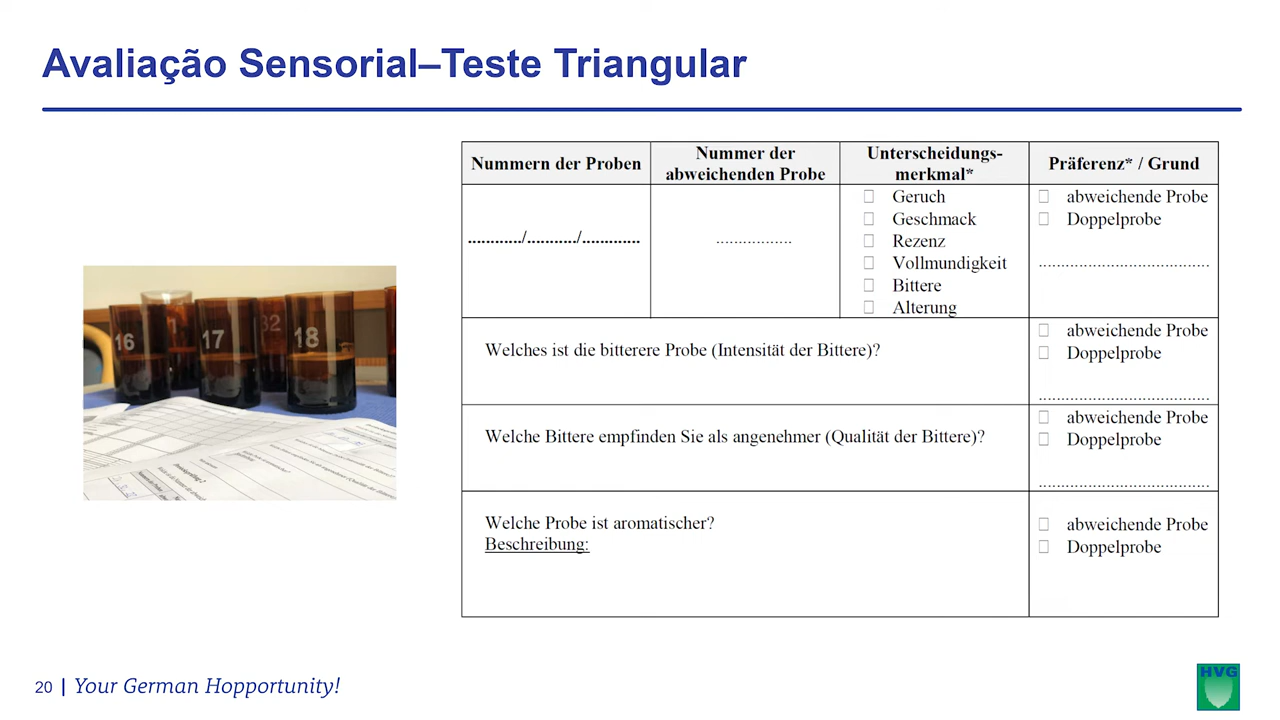 Avaliação Sensorial–Teste Triangular
16
17
32
18
Nummern der Proben
Nummer der
abweichenden Probe
Unterscheidungs-
merkmal*
Präferenz* / Grund
............/.........../.............
.................
☐ Geruch
☐ Geschmack
☐ Rezenz
☐ Vollmundigkeit
☐ Bittere
☐ Alterung
☐ abweichende Probe
☐ Doppelprobe
......................................
Welches ist die bitterere Probe (Intensität der Bittere)?
☐ abweichende Probe
☐ Doppelprobe
......................................
Welche Bittere empfinden Sie als angenehmer (Qualität der Bittere)?
☐ abweichende Probe
☐ Doppelprobe
......................................
Welche Probe ist aromatischer?
Beschreibung:
☐ abweichende Probe
☐ Doppelprobe
20 | Your German Hopportunity!
HVG